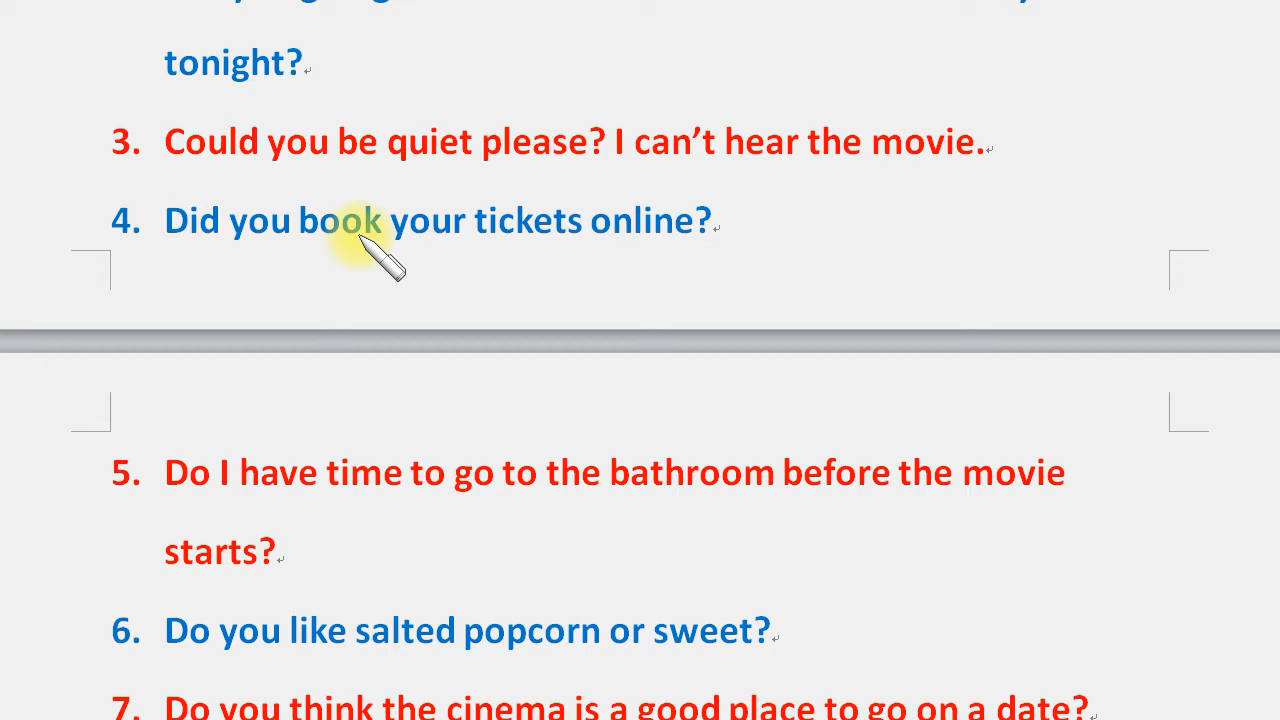 tonight?
3. Could you be quiet please? I can’t hear the movie.
4. Did you book your tickets online?
5. Do I have time to go to the bathroom before the movie
starts?
6. Do you like salted popcorn or sweet?
7. Do you think the cinema is a good place to go on a date?